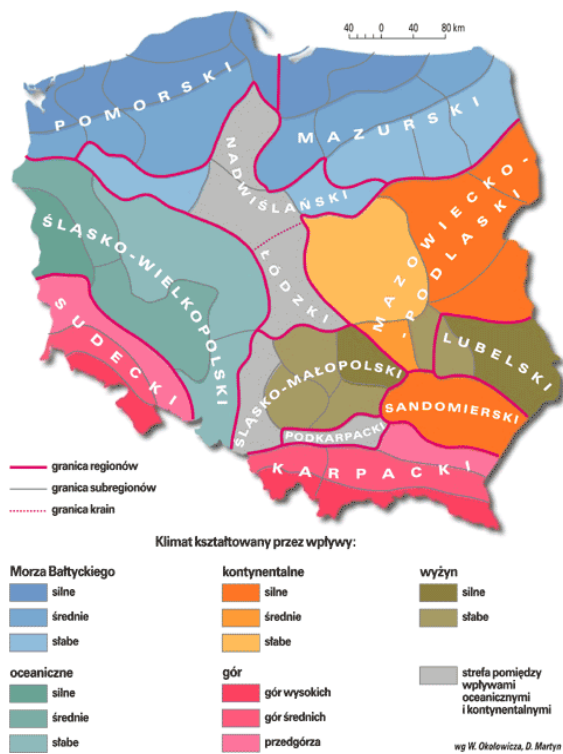 40 0 40 80 km
POMORSKI
MAZURSKI
NADWIŚLAŃSKI
MAZOWIECKO-
-PODLASKI
ŚLĄSKO-WIELKOPOLSKI
ŁÓDZKI
SUDECKI
LUBELSKI
ŚLĄSKO-MAŁOPOLSKI
SANDOMIERSKI
PODKARPACKI
KARPACKI
granica regionów
granica subregionów
granica krain
Klimat kształtowany przez wpływy:
Morza Bałtyckiego
silne
średnie
słabe
kontynentalne
silne
średnie
słabe
wyżyn
silne
słabe
oceaniczne
silne
średnie
słabe
gór
gór wysokich
gór średnich
przedgórza
strefa pomiędzy
wpływami
oceanicznymi
i kontynentalnymi
wg W. Okołowicza, D. Martyn